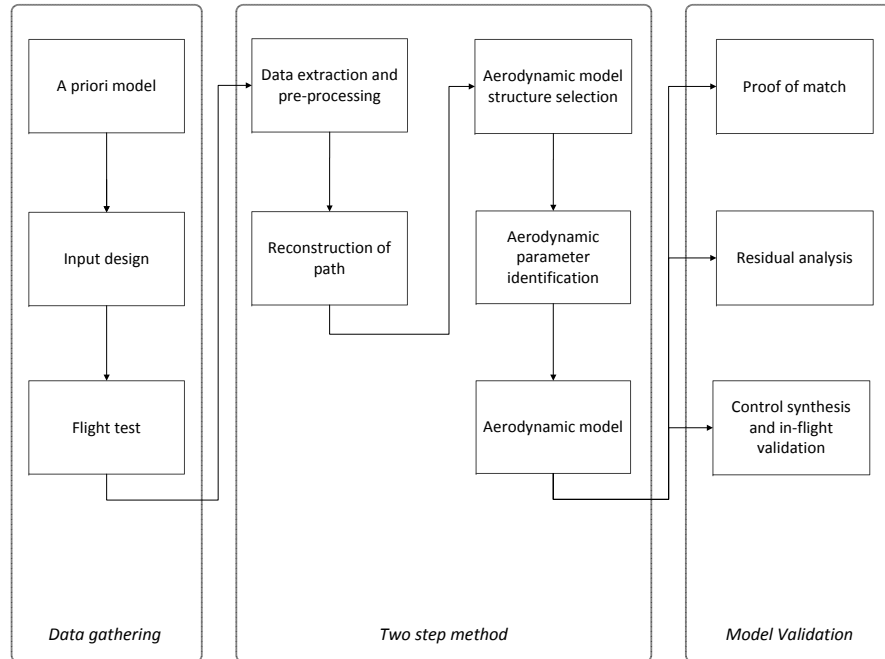 A priori model
Input design
Flight test
Data gathering
Data extraction and
pre-processing
Reconstruction of
path
Aerodynamic model
structure selection
Aerodynamic
parameter
identification
Aerodynamic model
Two step method
Proof of match
Residual analysis
Control synthesis
and in-flight
validation
Model Validation